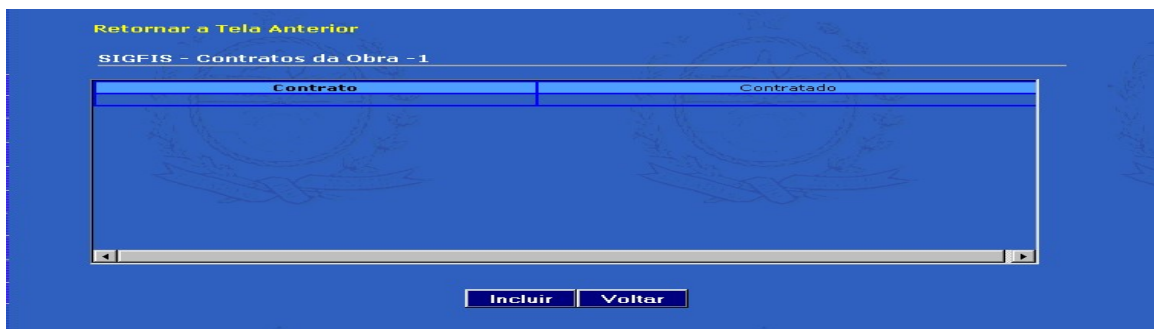 Retornar a Tela Anterior
SIGFIS - Contratos da Obra -1
Contrato Contratado
Incluir Voltar